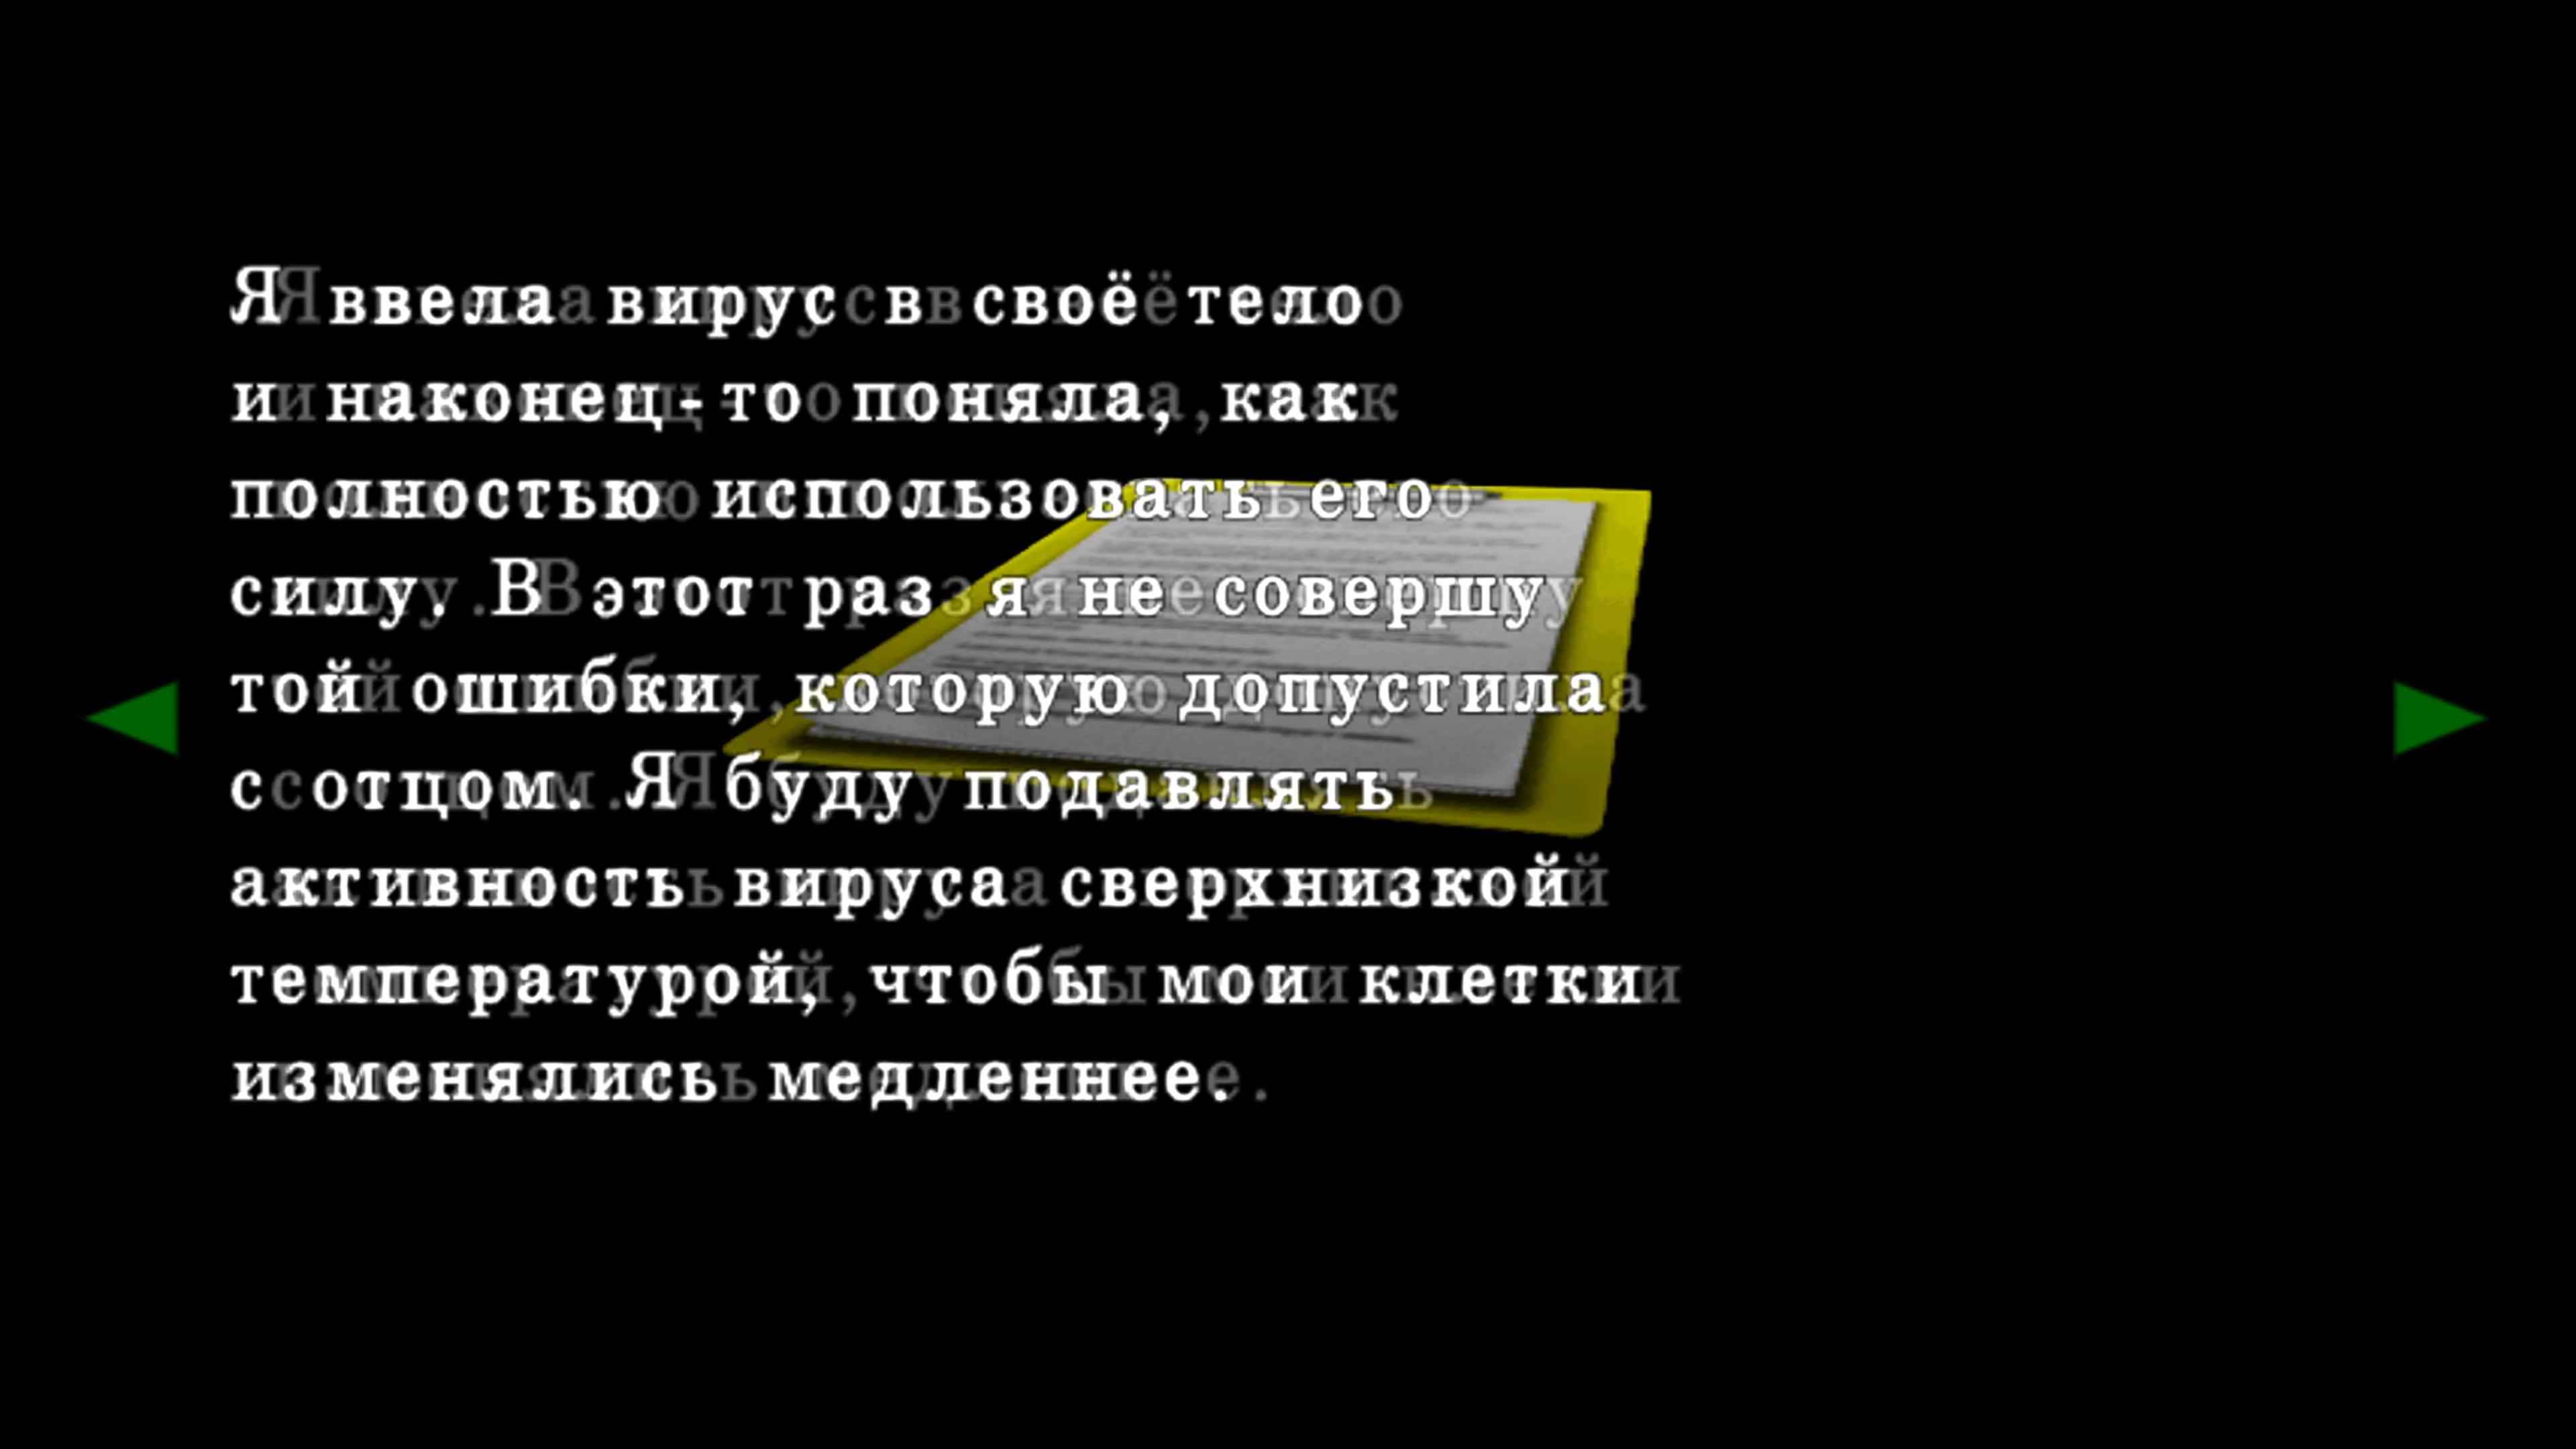 Я ввела вирус в своё тело
и наконец-то поняла, как
полностью использовать его
силу. В этот раз я не совершу
той ошибки, которую допустила
с отцом. Я буду подавлять
активность вируса сверхнизкой
температурой, чтобы мои клетки
изменялись медленнее.